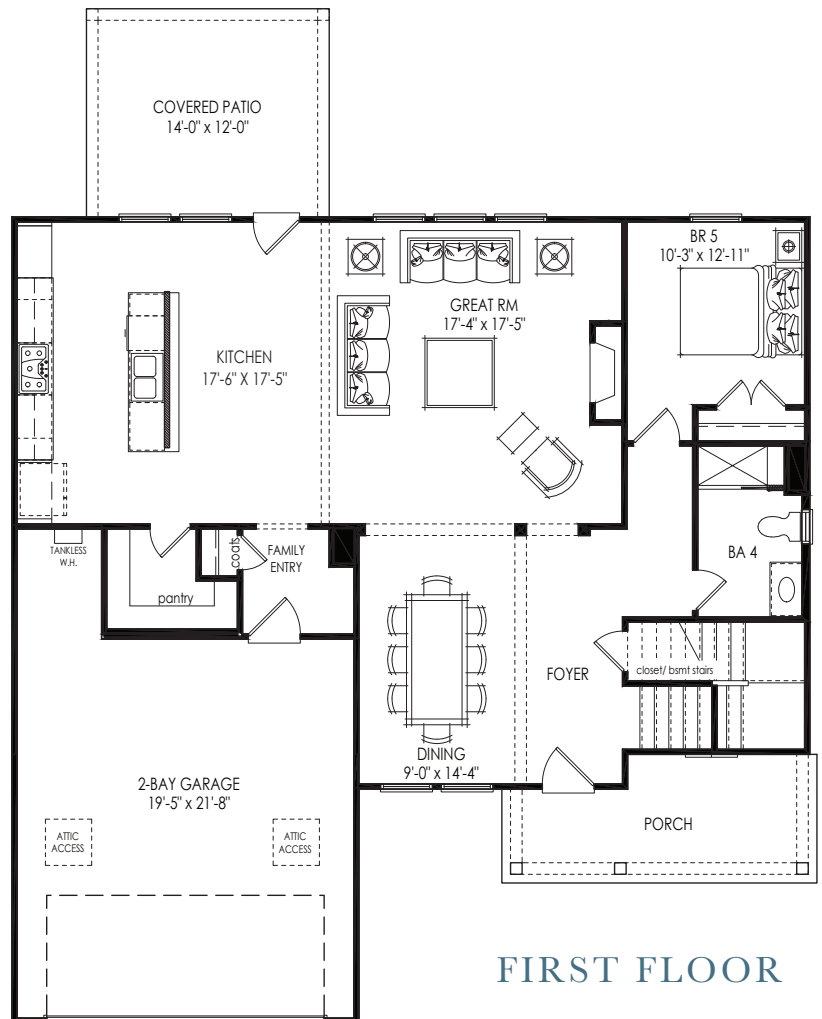 COVERED PATIO
14'-0" x 12'-0"
BR 5
10'-3" x 12'-11"
GREAT RM
17'-4" x 17'-5"
KITCHEN
17'-6" X 17'-5"
TANKLESS
W.H.
coats
FAMILY
ENTRY
pantry
BA 4
closet/ bsmt stairs
FOYER
DINING
9'-0" x 14'-4"
2-BAY GARAGE
19'-5" x 21'-8"
ATTIC
ACCESS
ATTIC
ACCESS
PORCH
FIRST FLOOR